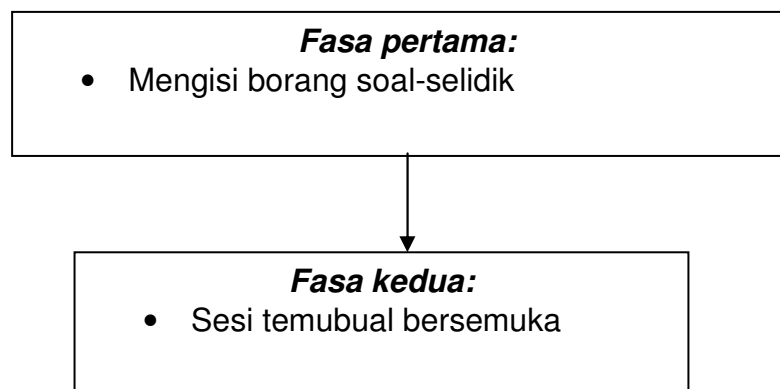 Fasa pertama:
• Mengisi borang soal-selidik
Fasa kedua:
• Sesi temubual bersemuka